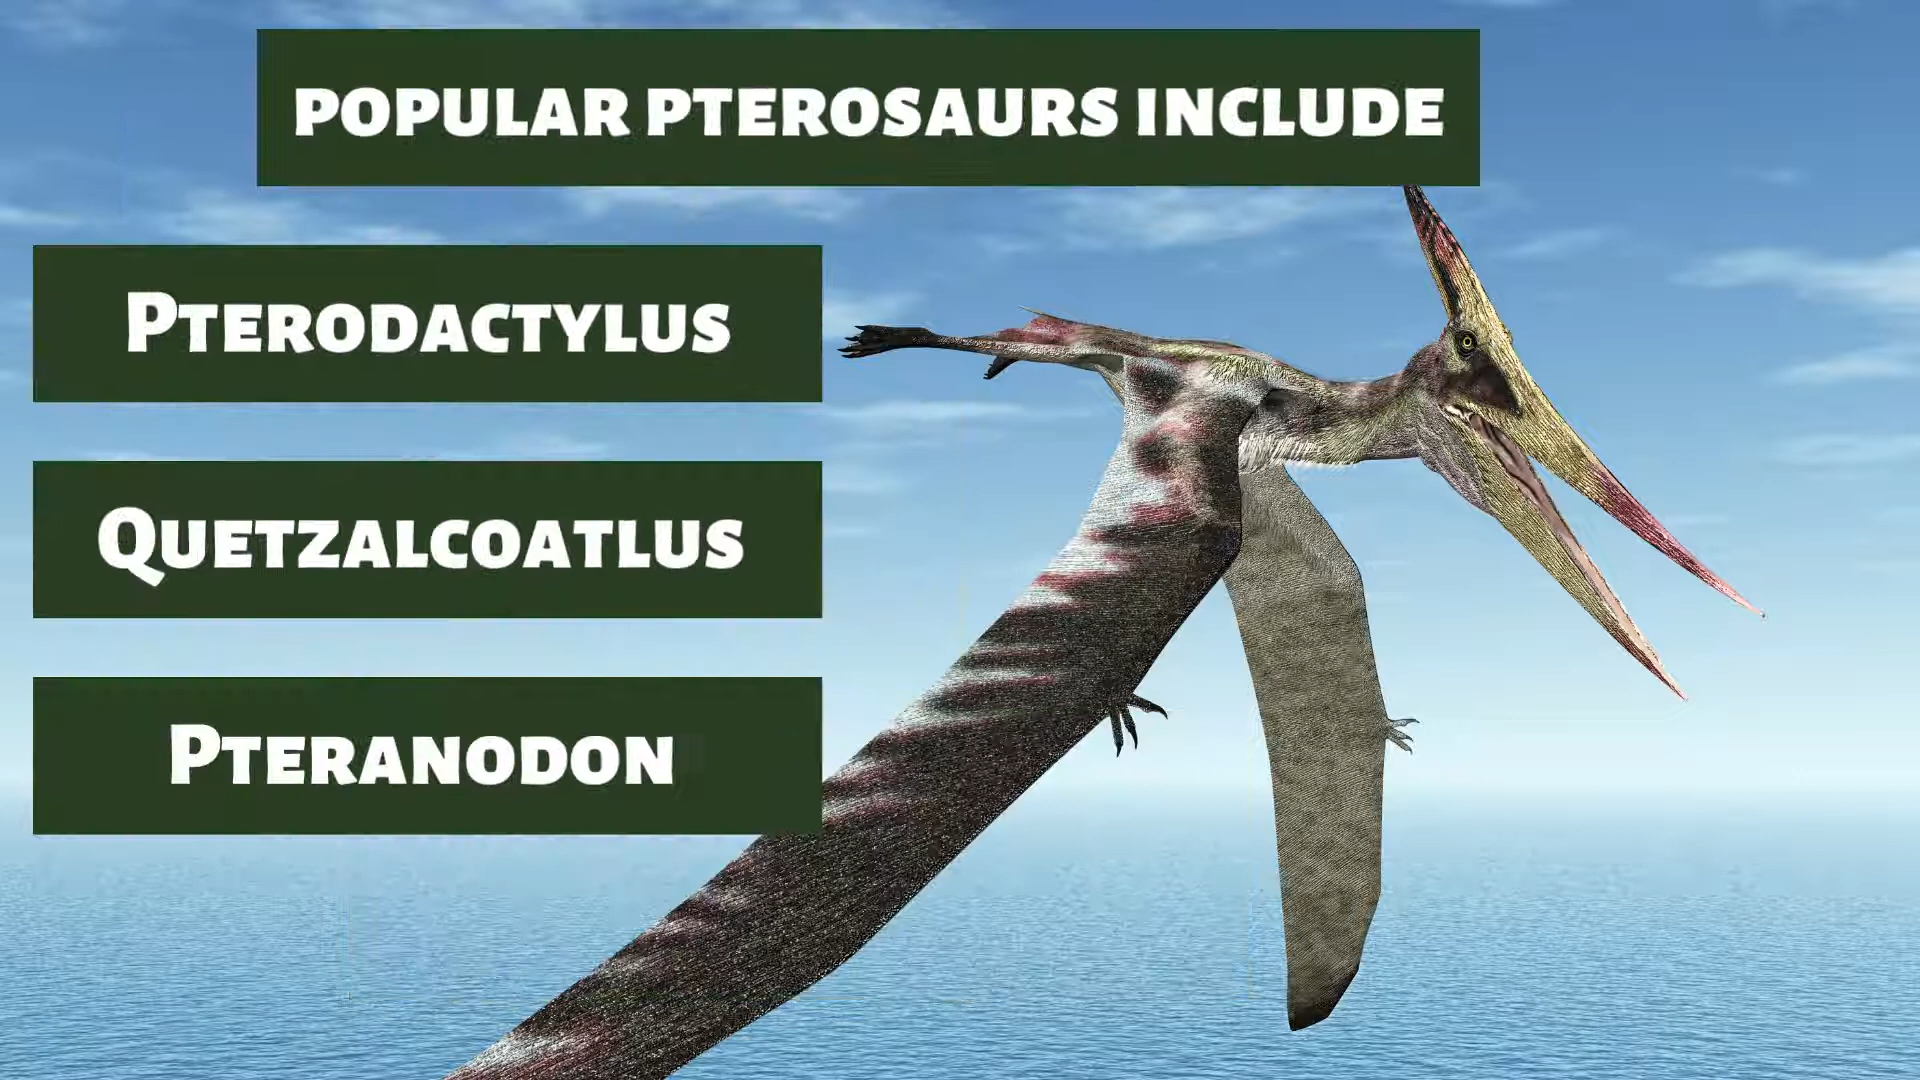 POPULAR PTEROSAURS INCLUDE
PTERODACTYLUS
QUETZALCOATLUS
PTERANODON